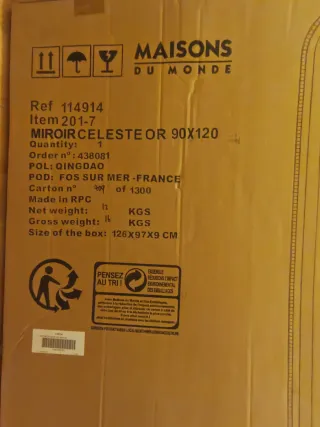 MAISONS
DU MONDE
Ref 114914
Item 201-7
MIROIR CELESTE OR 90X120
Quantity: 1
Order n°: 438081
POL: QINGDAO
POD: FOS SUR MER -FRANCE
Carton n° of 1300
Made in RPC
Net weight: KGS
Gross weight: KGS
Size of the box: 126X97X9 CM
PENSEZ
AU TRI !